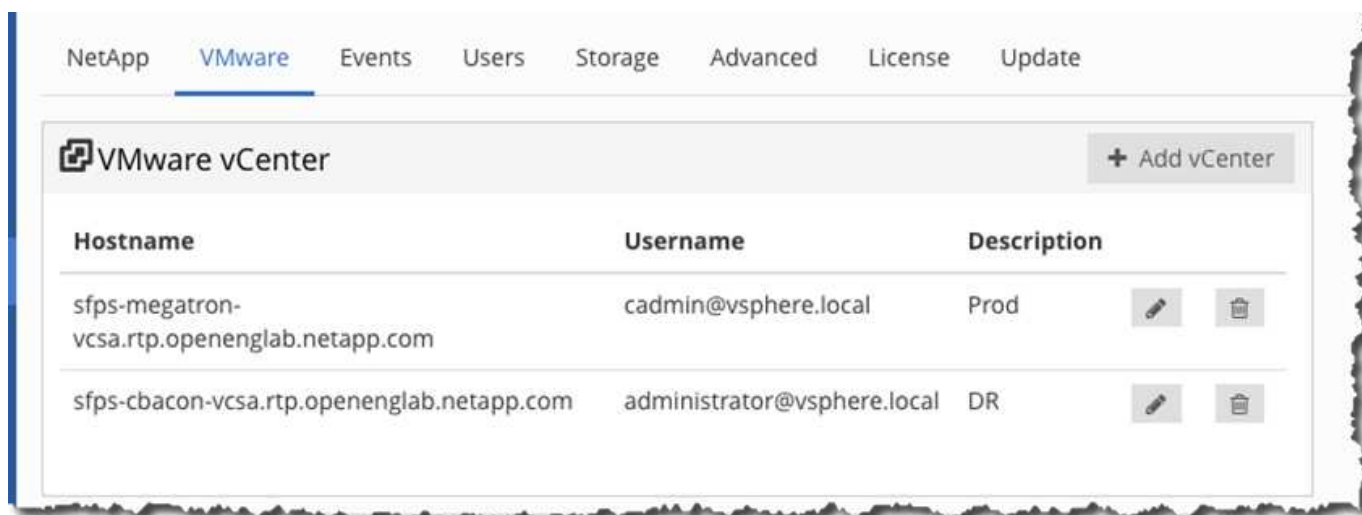 NetApp VMware Events Users Storage Advanced License Update
VMware vCenter + Add vCenter
Hostname Username Description
sfps-megatron- cadmin@vsphere.local Prod
vcsa.rtp.openenglab.netapp.com
sfps-cbacon-vcsa.rtp.openenglab.netapp.com administrator@vsphere.local DR